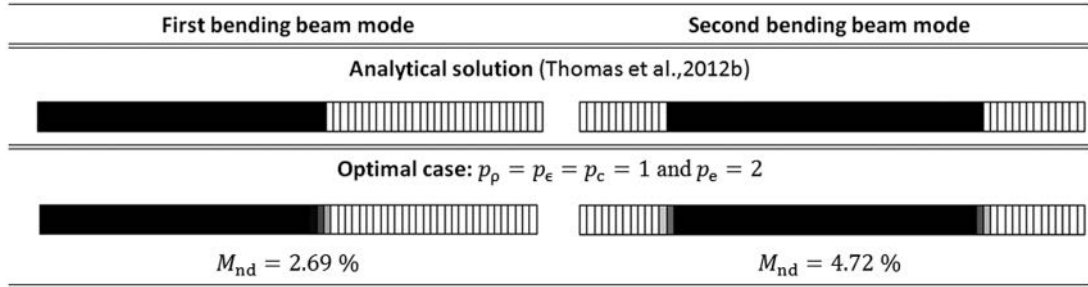 First bending beam mode Second bending beam mode
Analytical solution (Thomas et al.,2012b)
Optimal case: pρ = pϵ = pc = 1 and pe = 2
Mnd = 2.69 % Mnd = 4.72 %